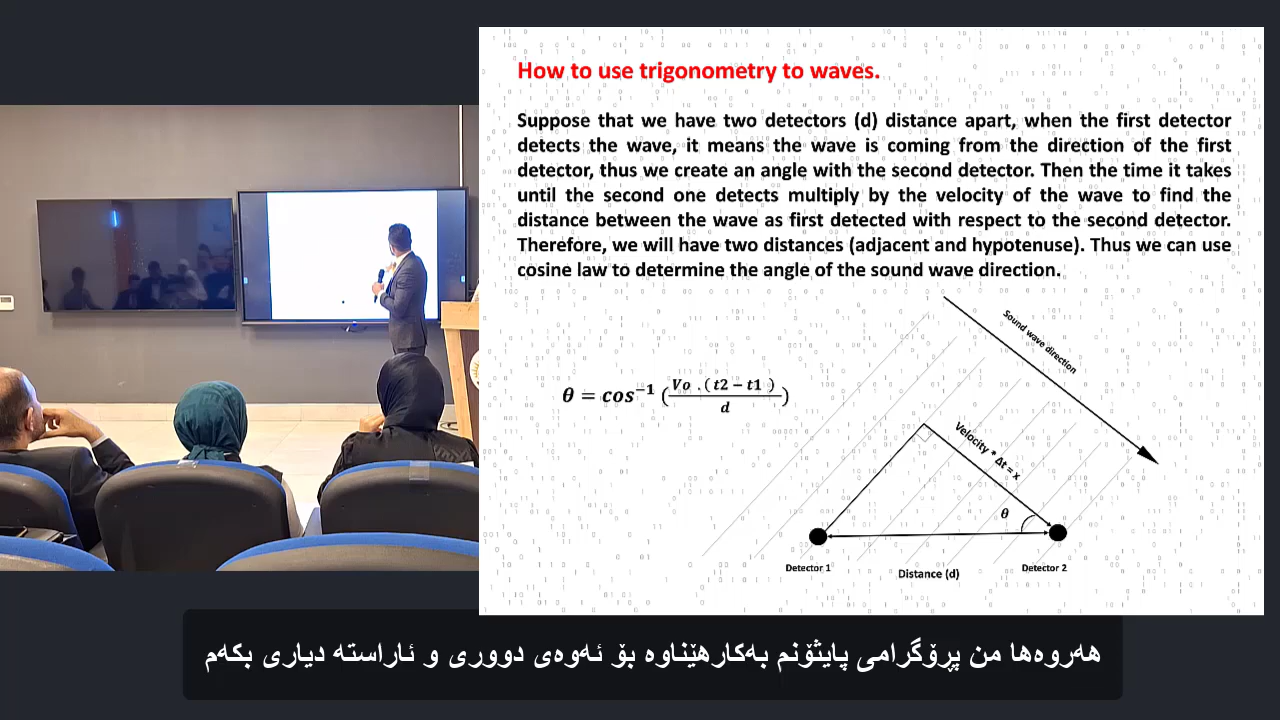 How to use trigonometry to waves.
Suppose that we have two detectors (d) distance apart, when the first detector
detects the wave, it means the wave is coming from the direction of the first
detector, thus we create an angle with the second detector. Then the time it takes
until the second one detects multiply by the velocity of the wave to find the
distance between the wave as first detected with respect to the second detector.
Therefore, we will have two distances (adjacent and hypotenuse). Thus we can use
cosine law to determine the angle of the sound wave direction.
Sound wave direction
θ = cos⁻¹ (Vo .(t2 − t1 ) / d)
Velocity * Δt = x
θ
Detector 1
Distance (d)
Detector 2
هەروەها من پڕۆگرامی پایثۆنم بەکارهێناوە بۆ ئەوەی دووری و ئاراستە دیاری بکەم